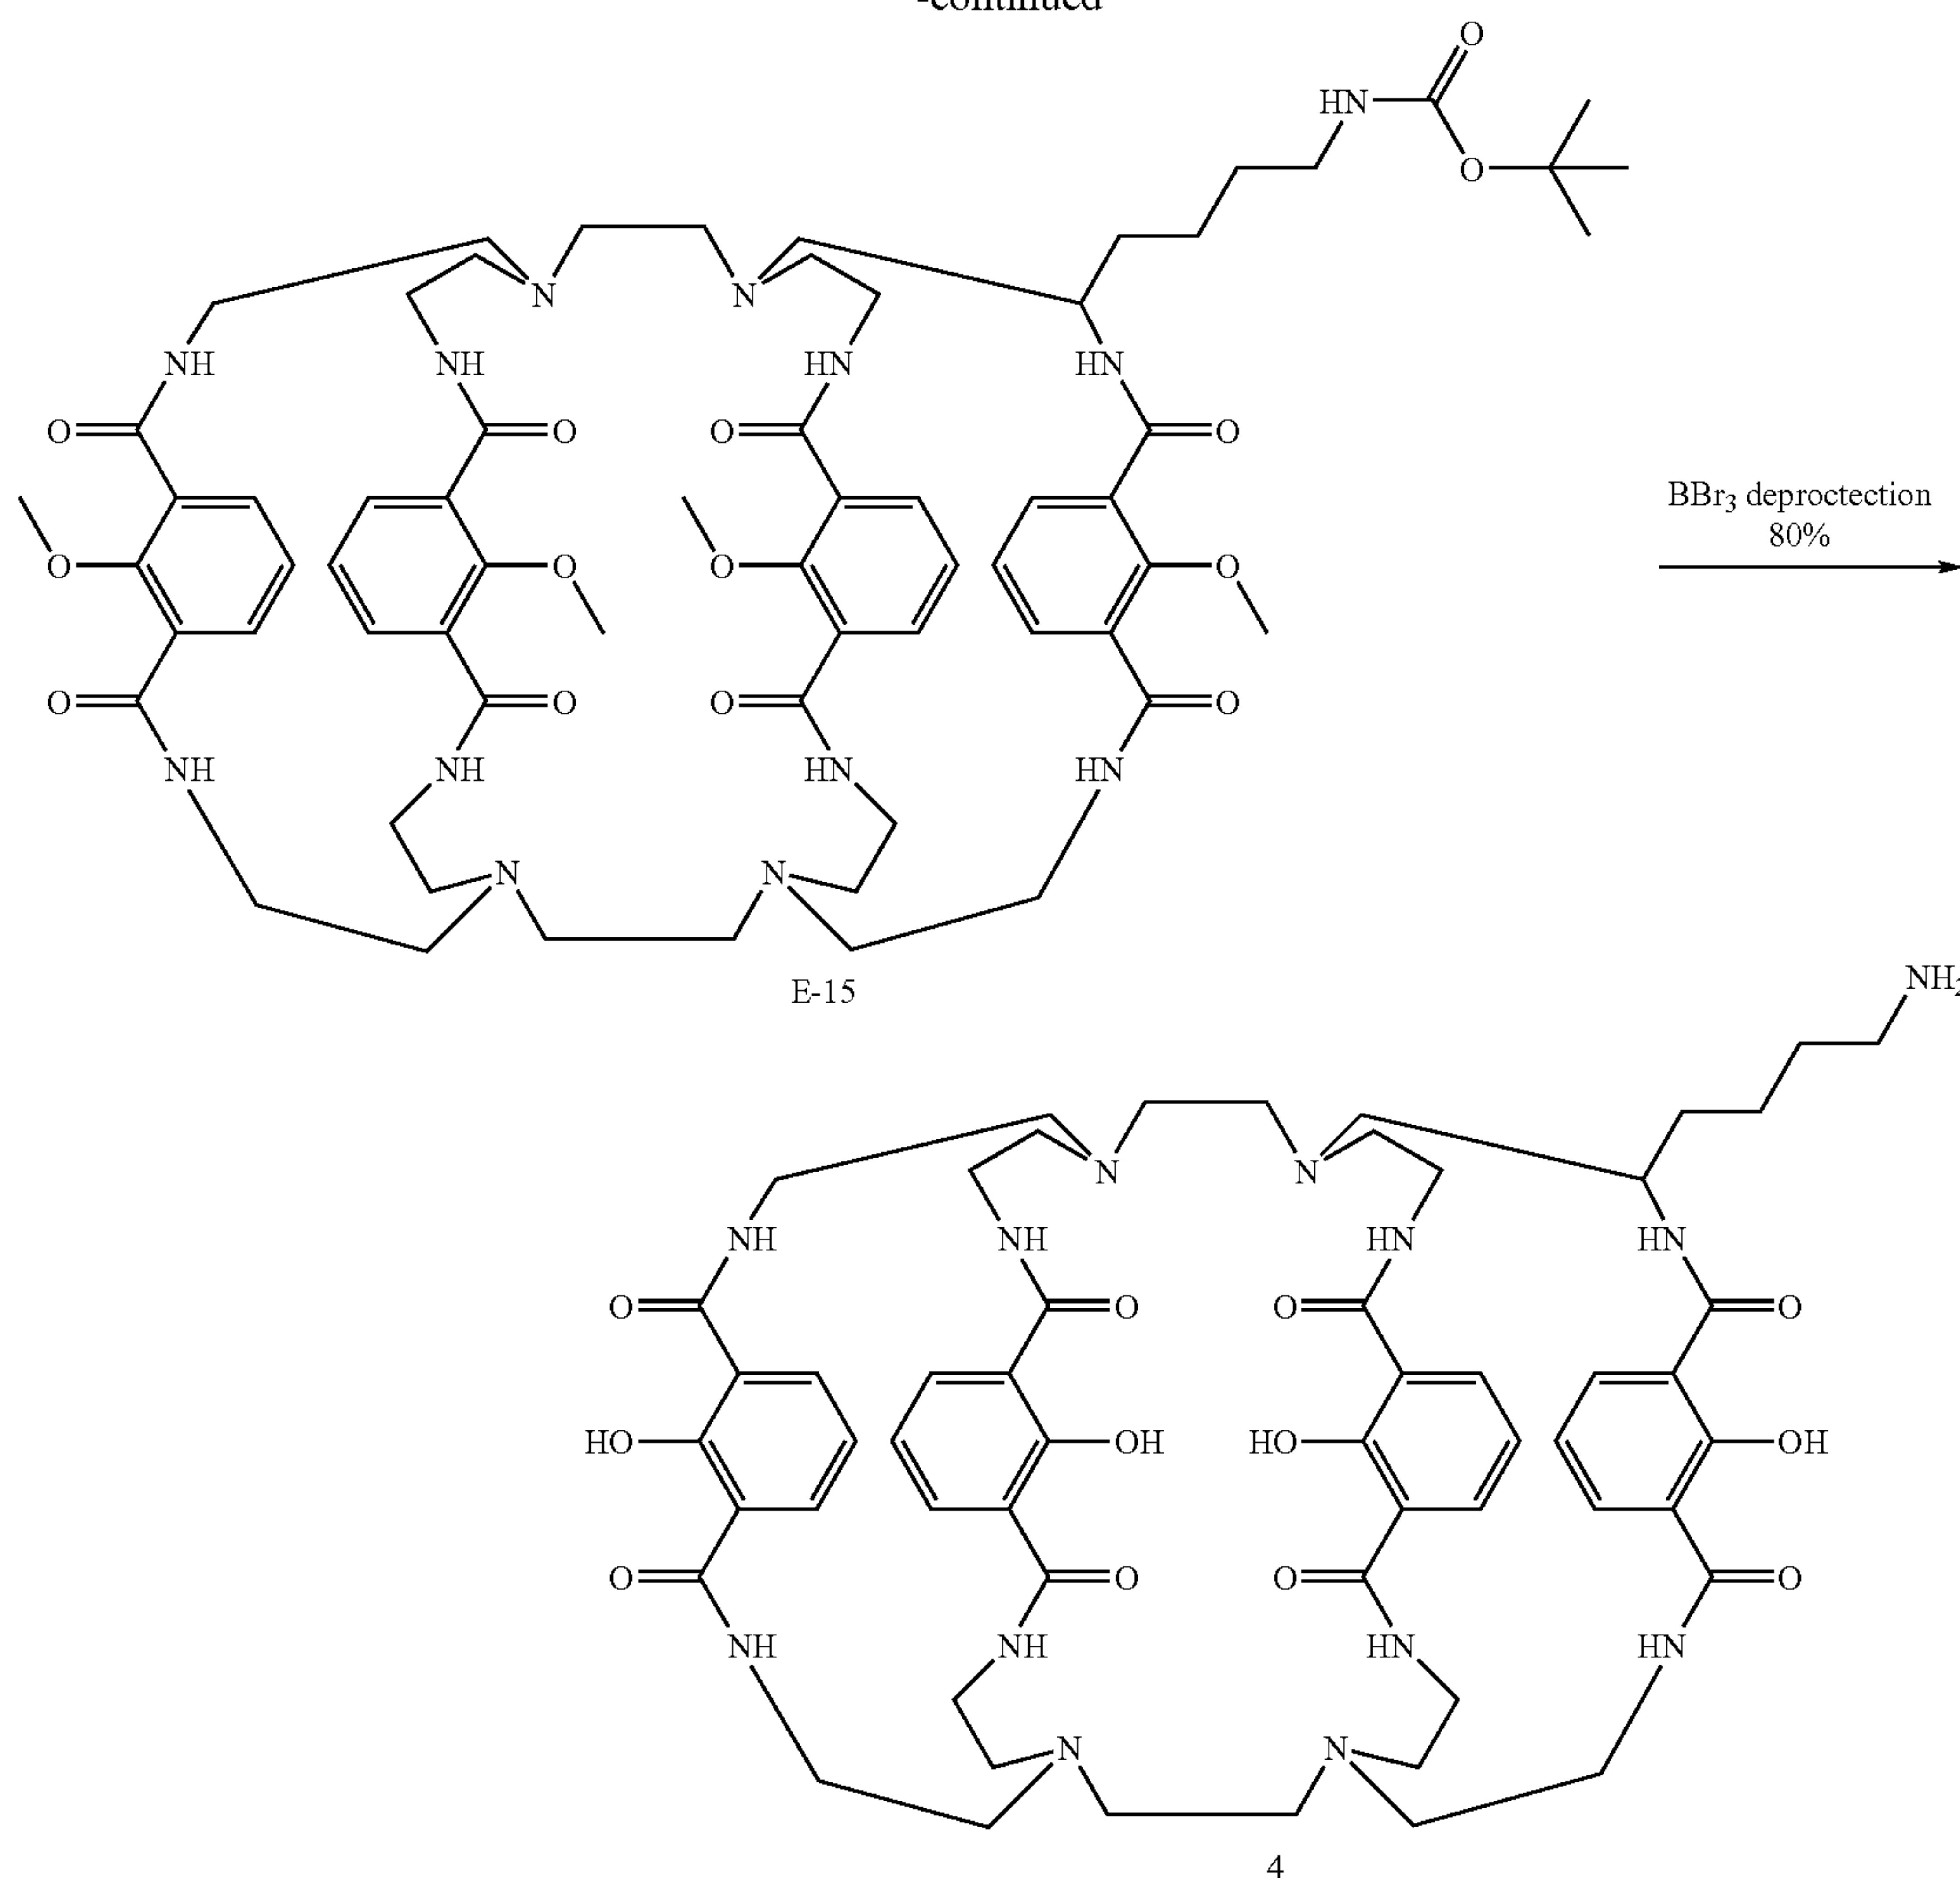 -continued
O
HN
O
N N
NH NH HN HN
O O O O
BBr3 deproctection
80%
O O O O
O O O O
NH NH HN HN
N N
E-15
NH2
N N
NH NH HN HN
O O O O
HO OH HO OH
O O O O
NH NH HN HN
N N
4